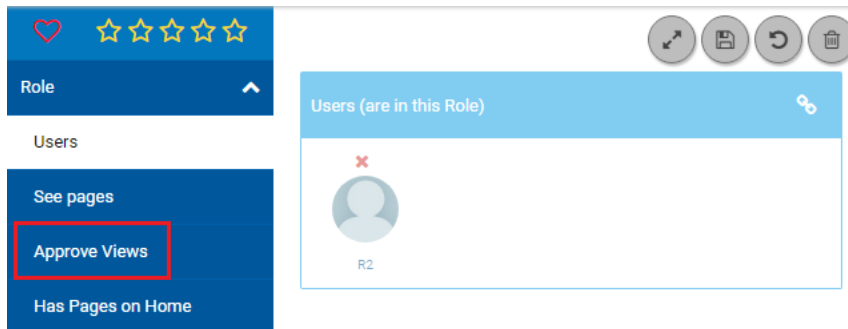 Role
Users
See pages
Approve Views
Has Pages on Home
Users (are in this Role)
R2